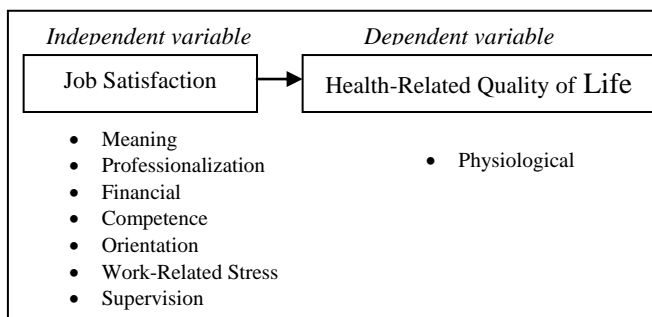 Independent variable
Dependent variable
Job Satisfaction
Health-Related Quality of Life
• Meaning
• Professionalization
• Financial
• Competence
• Orientation
• Work-Related Stress
• Supervision
• Physiological